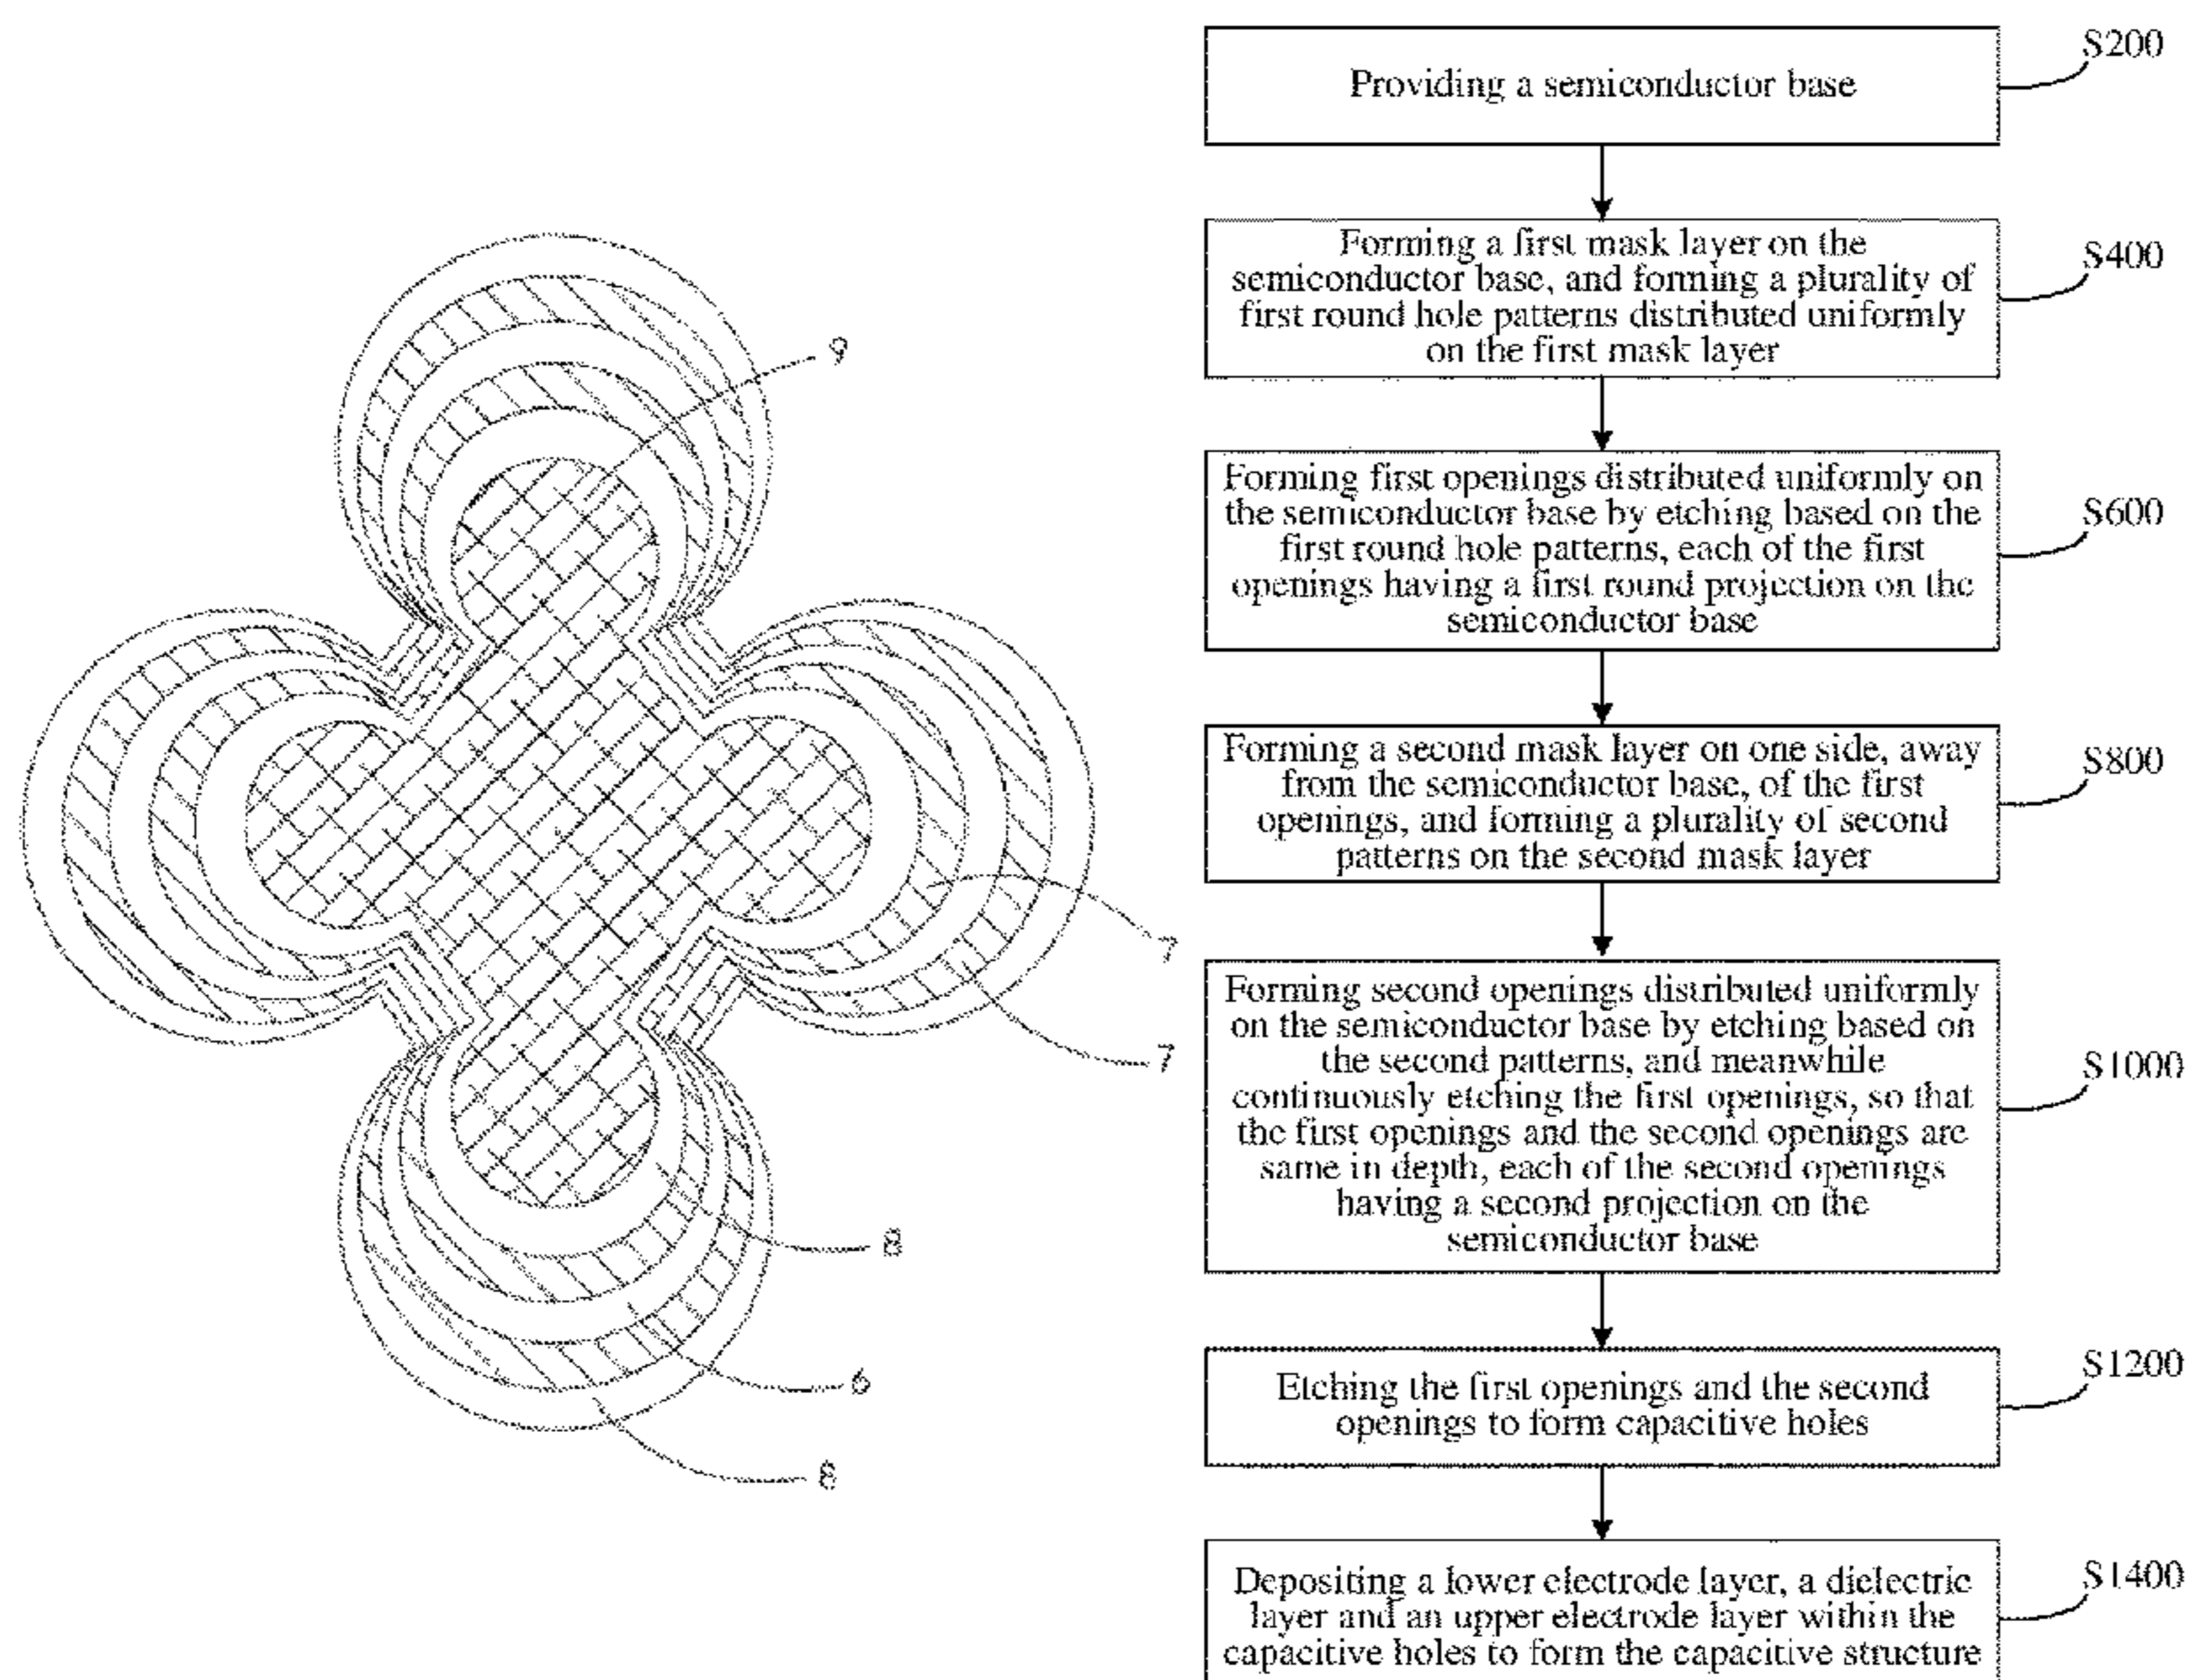 Providing a semiconductor base
S200
Forming a first mask layer on the
semiconductor base, and forming a plurality of
first round hole patterns distributed uniformly
on the first mask layer
S400
Forming first openings distributed uniformly on
the semiconductor base by etching based on the
first round hole patterns, each of the first
openings having a first round projection on the
semiconductor base
S600
Forming a second mask layer on one side, away
from the semiconductor base, of the first
openings, and forming a plurality of second
patterns on the second mask layer
S800
Forming second openings distributed uniformly
on the semiconductor base by etching based on
the second patterns, and meanwhile
continuously etching the first openings, so that
the first openings and the second openings are
same in depth, each of the second openings
having a second projection on the
semiconductor base
S1000
Etching the first openings and the second
openings to form capacitive holes
S1200
Depositing a lower electrode layer, a dielectric
layer and an upper electrode layer within the
capacitive holes to form the capacitive structure
S1400
9
7
7
8
6
8